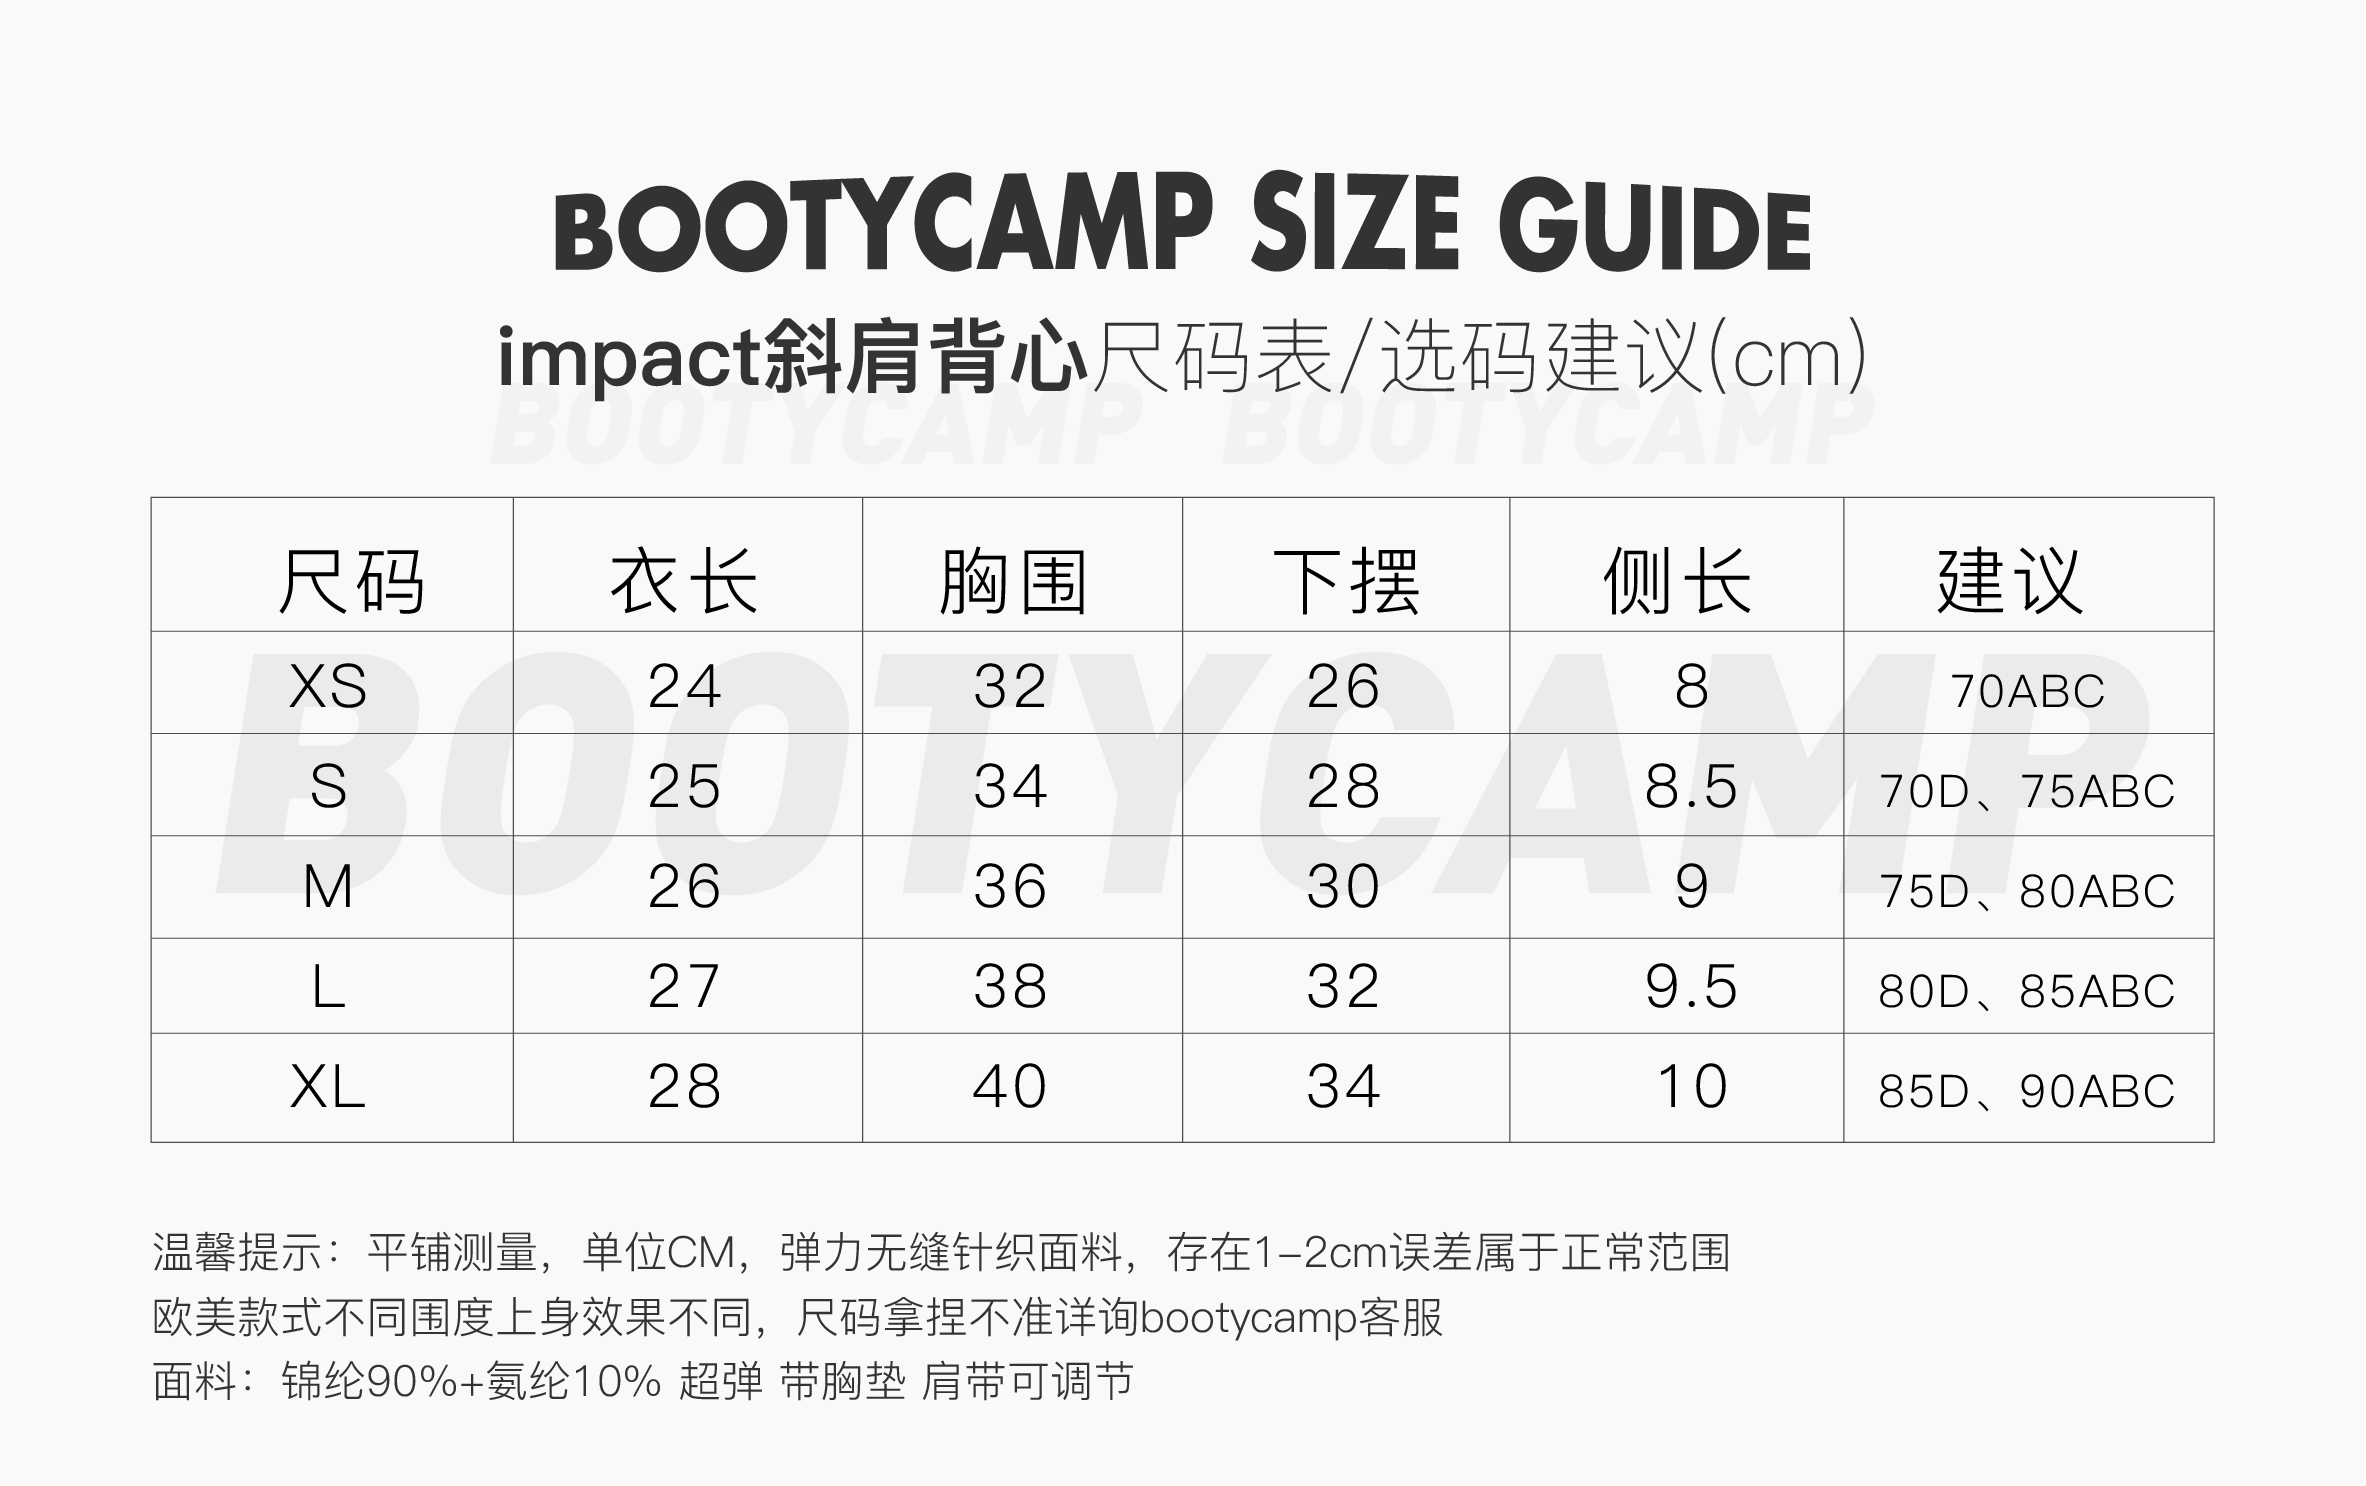 BOOTYCAMP SIZE GUIDE
impact斜肩背心尺码表/选码建议(cm)
BOOTYCAMP BOOTYCAMP
尺码 衣长 胸围 下摆 侧长 建议
XS 24 32 26 8 70ABC
S 25 34 28 8.5 70D、75ABC
M 26 36 30 9 75D、80ABC
L 27 38 32 9.5 80D、85ABC
XL 28 40 34 10 85D、90ABC
BOOTYCAMP
温馨提示：平铺测量，单位CM，弹力无缝针织面料，存在1-2cm误差属于正常范围
欧美款式不同围度上身效果不同，尺码拿捏不准详询bootycamp客服
面料：锦纶90%+氨纶10% 超弹 带胸垫 肩带可调节